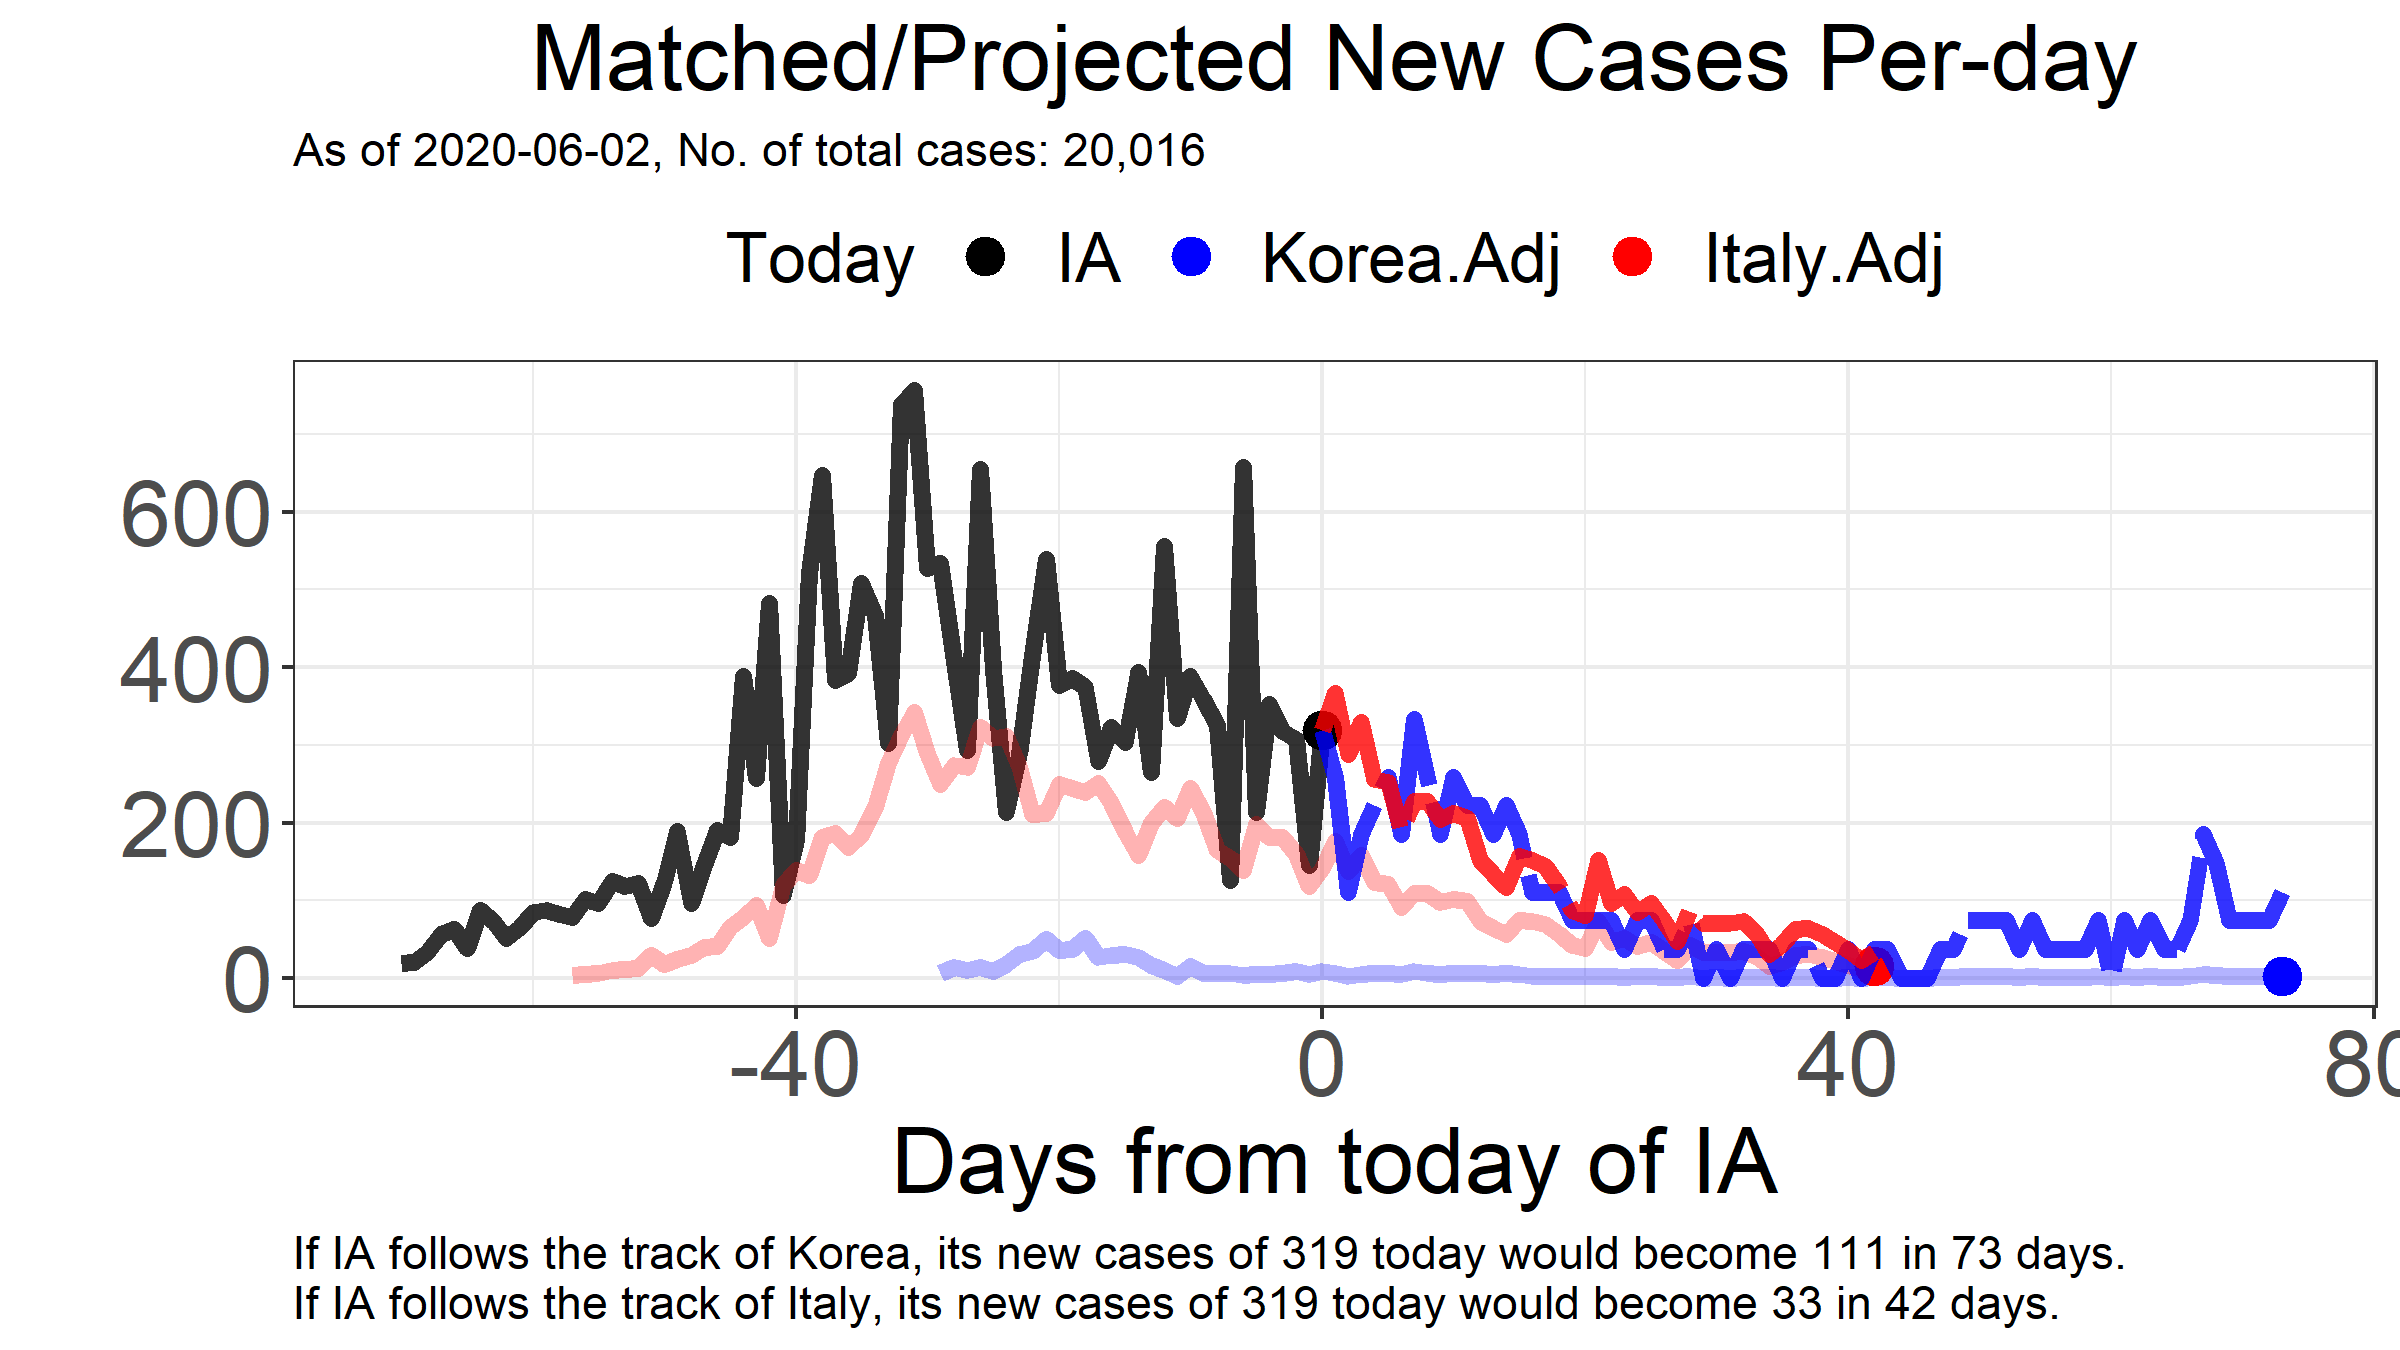 Matched/Projected New Cases Per-day
As of 2020-06-02, No. of total cases: 20,016
Today IA Korea.Adj Italy.Adj
600
400
200
0
-40 0 40 80
Days from today of IA
If IA follows the track of Korea, its new cases of 319 today would become 111 in 73 days.
If IA follows the track of Italy, its new cases of 319 today would become 33 in 42 days.